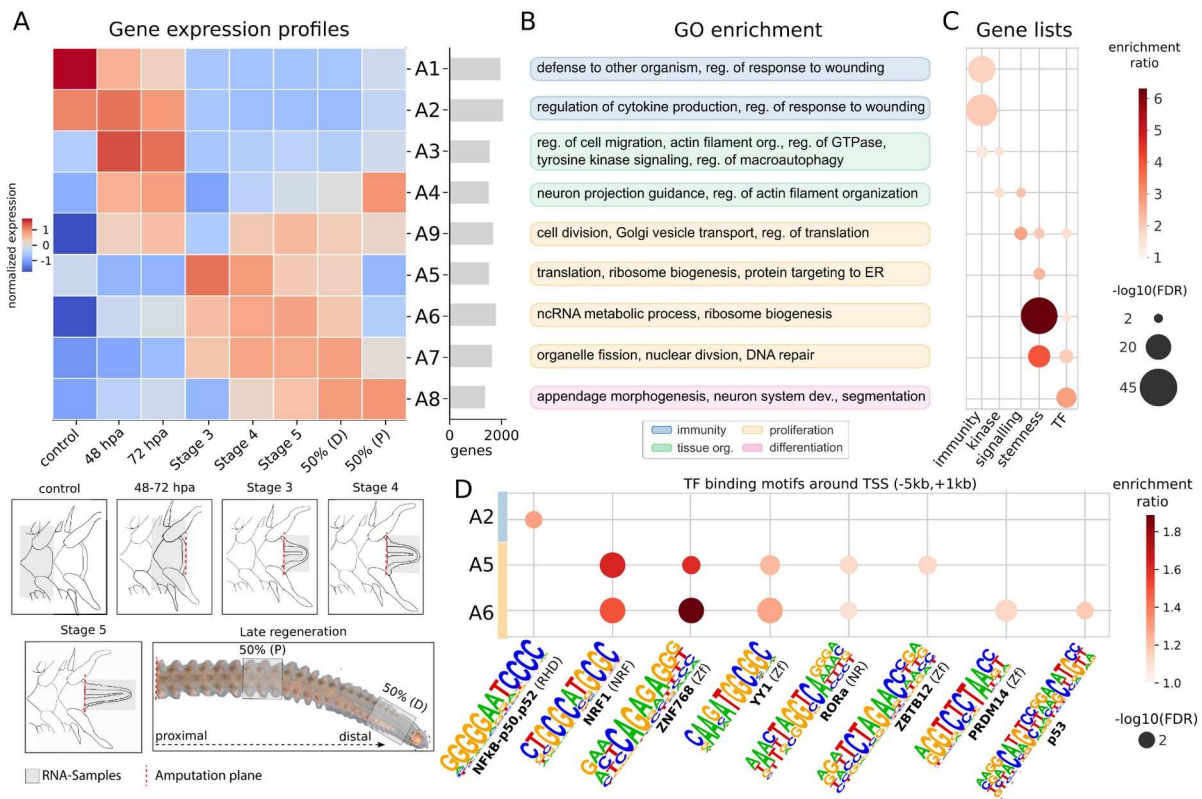 A
Gene expression profiles
B
GO enrichment
C
Gene lists
enrichment
ratio
6
5
4
3
2
1
-log10(FDR)
2
20
45
normalized expression
1
0
-1
A1
A2
A3
A4
A9
A5
A6
A7
A8
defense to other organism, reg. of response to wounding
regulation of cytokine production, reg. of response to wounding
reg. of cell migration, actin filament org., reg. of GTPase,
tyrosine kinase signaling, reg. of macroautophagy
neuron projection guidance, reg. of actin filament organization
cell division, Golgi vesicle transport, reg. of translation
translation, ribosome biogenesis, protein targeting to ER
ncRNA metabolic process, ribosome biogenesis
organelle fission, nuclear divsion, DNA repair
appendage morphogenesis, neuron system dev., segmentation
control
48 hpa
72 hpa
Stage 3
Stage 4
Stage 5
50% (D)
50% (P)
0
2000
genes
immunity
proliferation
tissue org.
differentiation
immunity
kinase
signalling
stemness
TF
control
48-72 hpa
Stage 3
Stage 4
Stage 5
Late regeneration
50% (P)
50% (D)
proximal
distal
RNA-Samples
Amputation plane
D
TF binding motifs around TSS (-5kb,+1kb)
A2
A5
A6
NFkB-p50,p52 (RHD)
NRF1 (NRF)
ZNF768 (Zf)
YY1 (Zf)
RORa (NR)
ZBTB12 (Zf)
PRDM14 (Zf)
p53
enrichment
ratio
1.8
1.6
1.4
1.2
1.0
-log10(FDR)
2